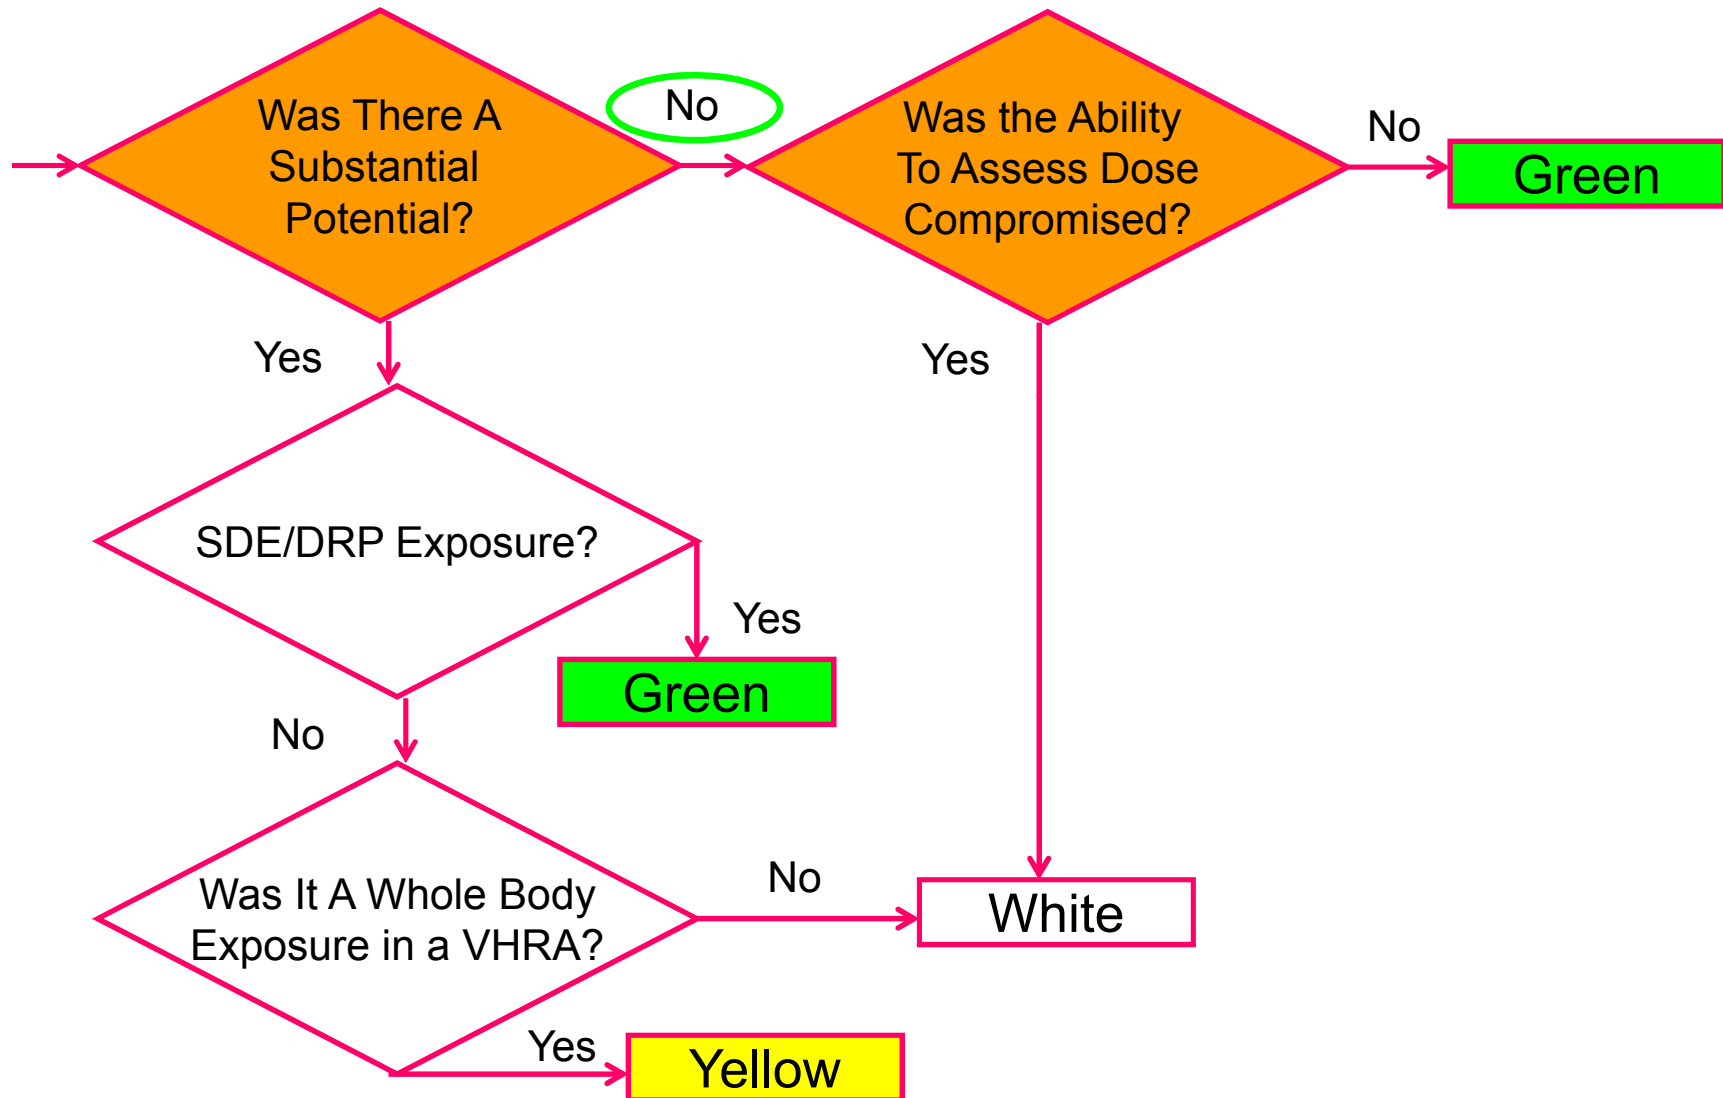 Was There A
Substantial
Potential?
No
Was the Ability
To Assess Dose
Compromised?
No
Green
Yes
Yes
SDE/DRP Exposure?
Yes
Green
No
Was It A Whole Body
Exposure in a VHRA?
No
White
Yes
Yellow